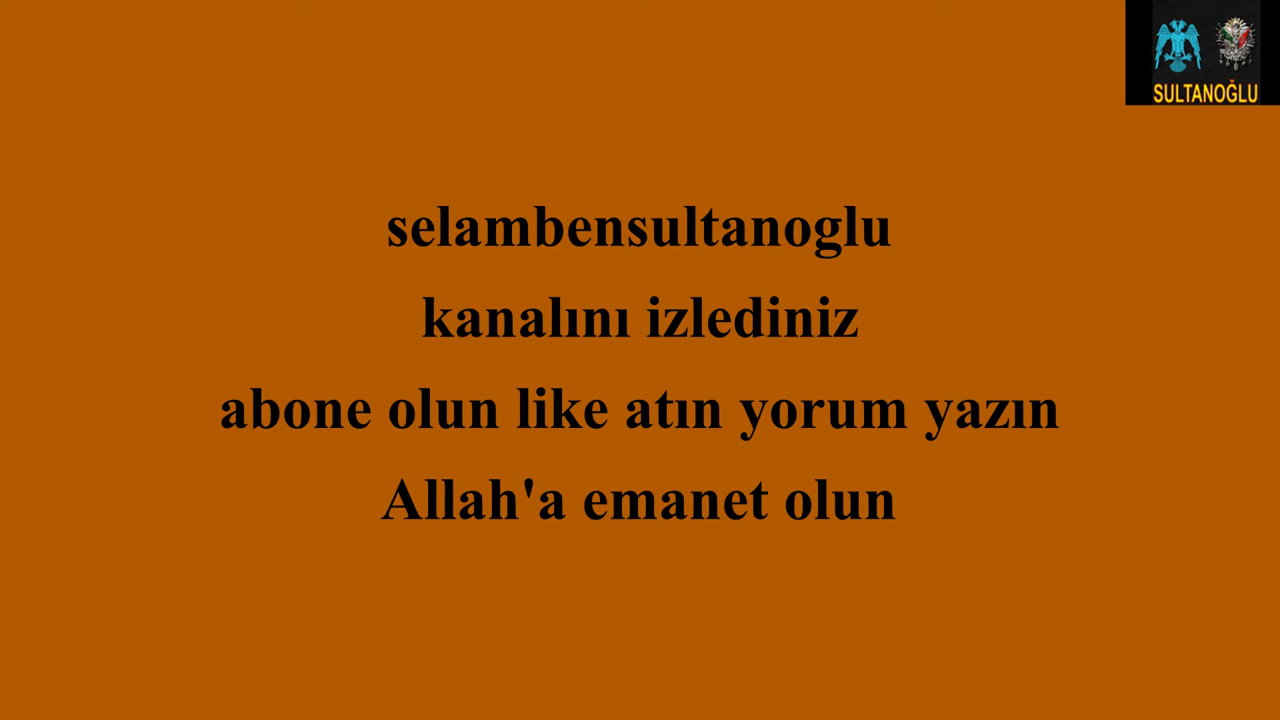 SULTANOĞLU
selambensultanoglu
kanalını izlediniz
abone olun like atın yorum yazın
Allah'a emanet olun